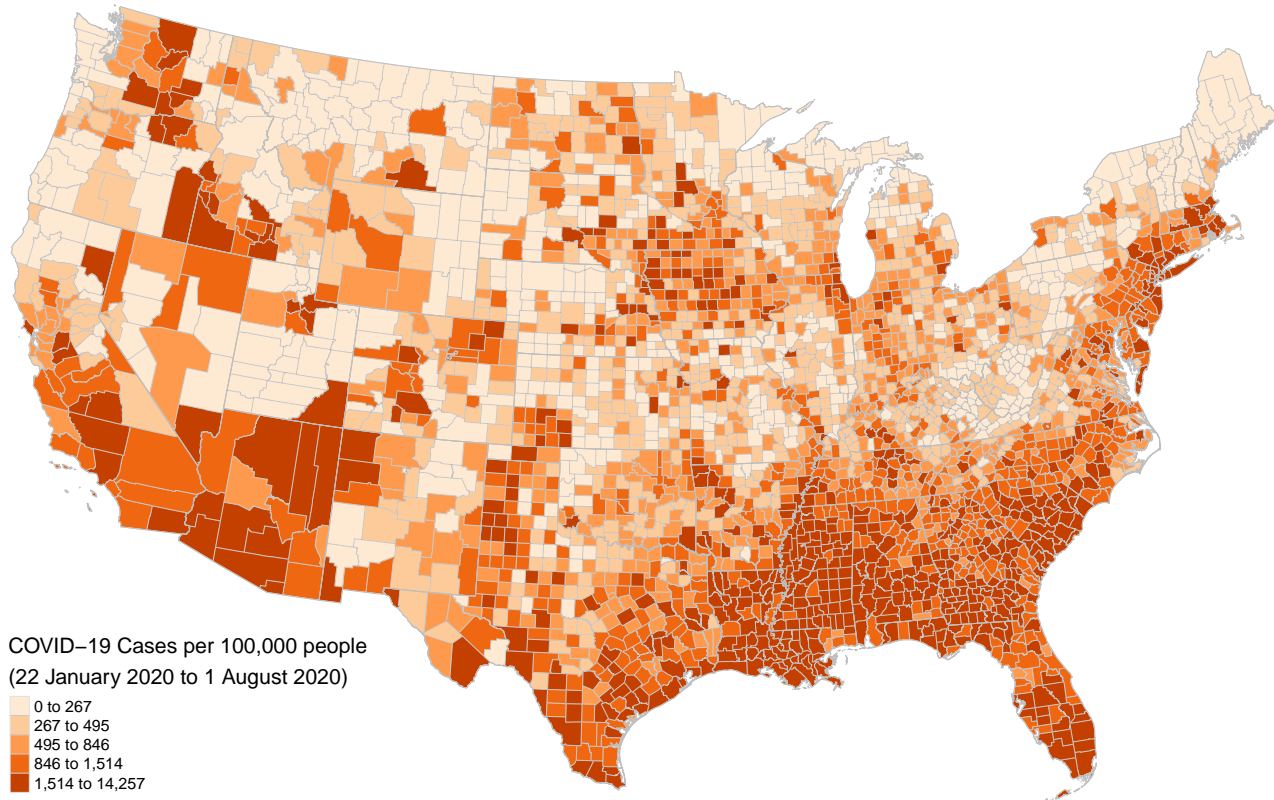 COVID−19 Cases per 100,000 people
(22 January 2020 to 1 August 2020)
0 to 267
267 to 495
495 to 846
846 to 1,514
1,514 to 14,257